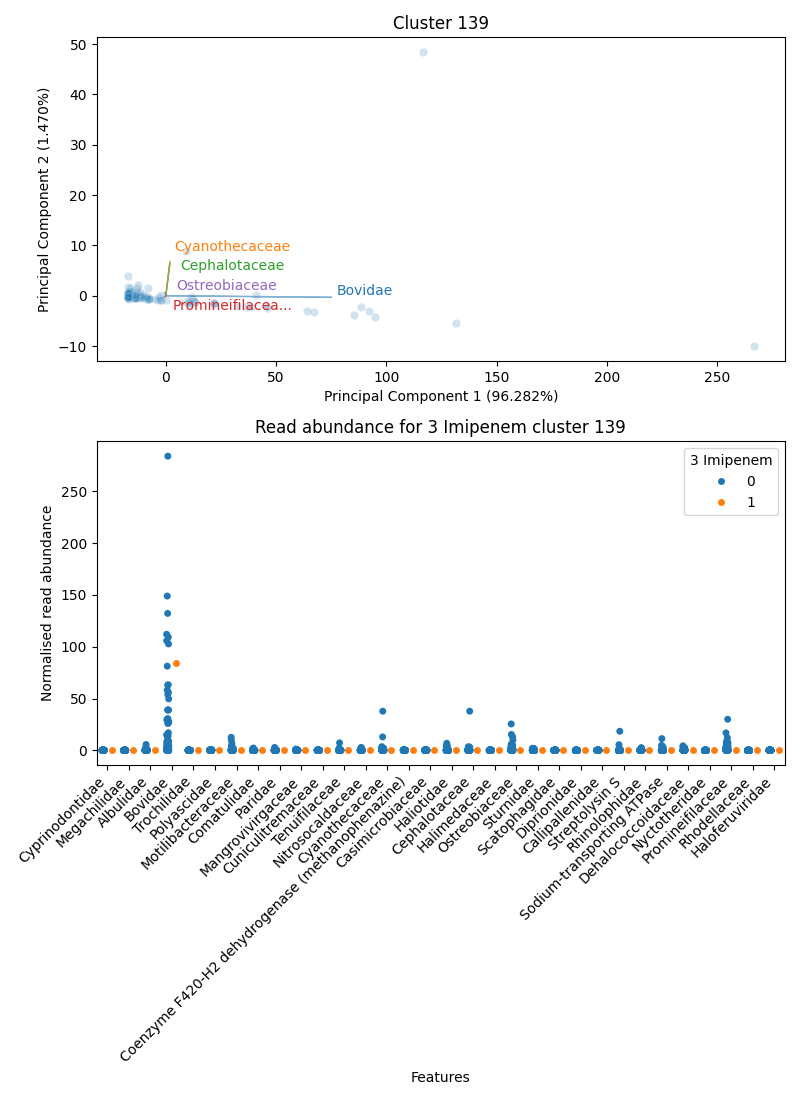 Cluster 139
Principal Component 2 (1.470%)
50
40
30
20
10
0
−10
Cyanothecaceae
Cephalotaceae
Ostreobiaceae
Bovidae
Promineifilacea...
0
50
100
150
200
250
Principal Component 1 (96.282%)
Read abundance for 3 Imipenem cluster 139
Normalised read abundance
250
200
150
100
50
0
3 Imipenem
0
1
Cyprinodontidae
Megachilidae
Albulidae
Bovidae
Trochilidae
Polyascidae
Motilibacteraceae
Comatulidae
Paridae
Mangrovivirgaceae
Cuniculitremaceae
Tenuifilaceae
Nitrosocaldaceae
Cyanothecaceae
Coenzyme F420-H2 dehydrogenase (methanophenazine)
Casimicrobiaceae
Haliotidae
Cephalotaceae
Halimedaceae
Ostreobiaceae
Sturnidae
Scatophagidae
Diprionidae
Callipallenidae
Streptolysin S
Rhinolophidae
Sodium-transporting ATPase
Dehalococcoidaceae
Nyctotheridae
Promineifilaceae
Rhodellaceae
Haloferuviridae
Features